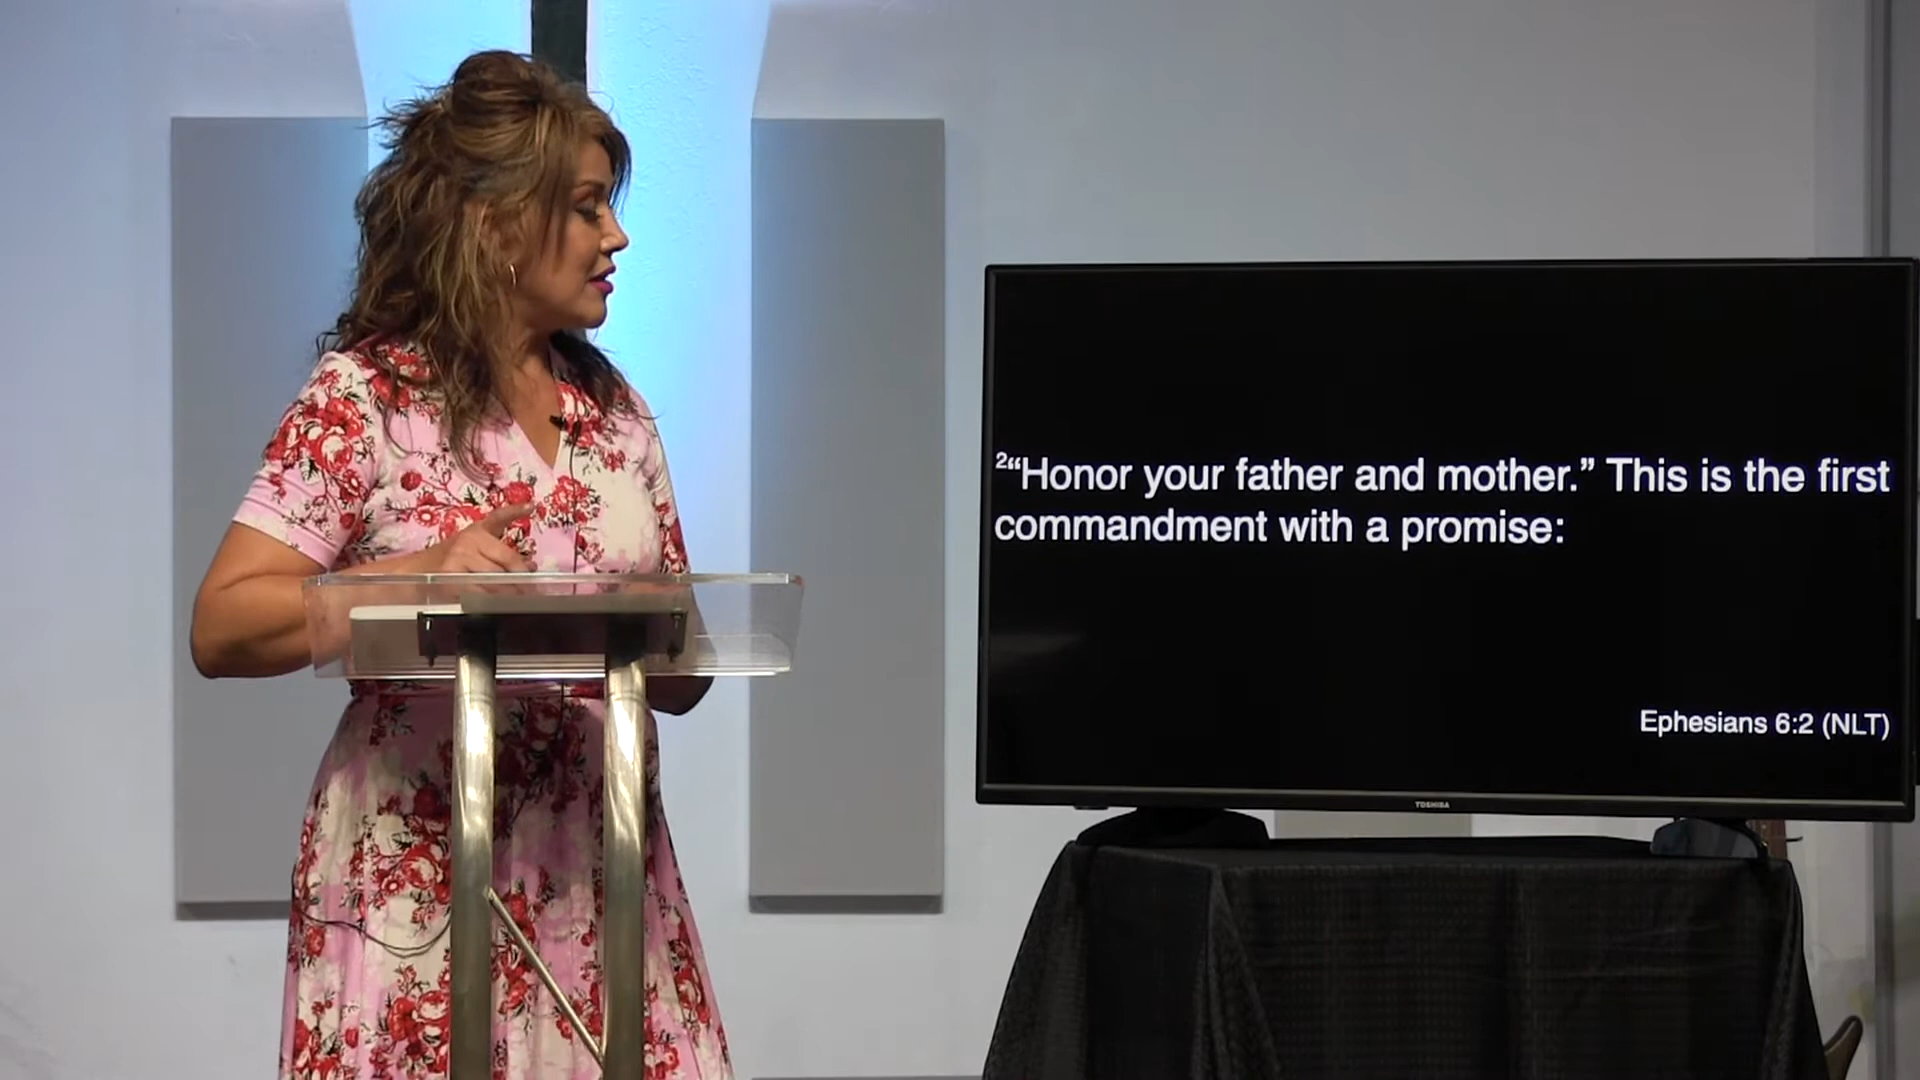 ²“Honor your father and mother.” This is the first
commandment with a promise:
Ephesians 6:2 (NLT)
TOSHIBA